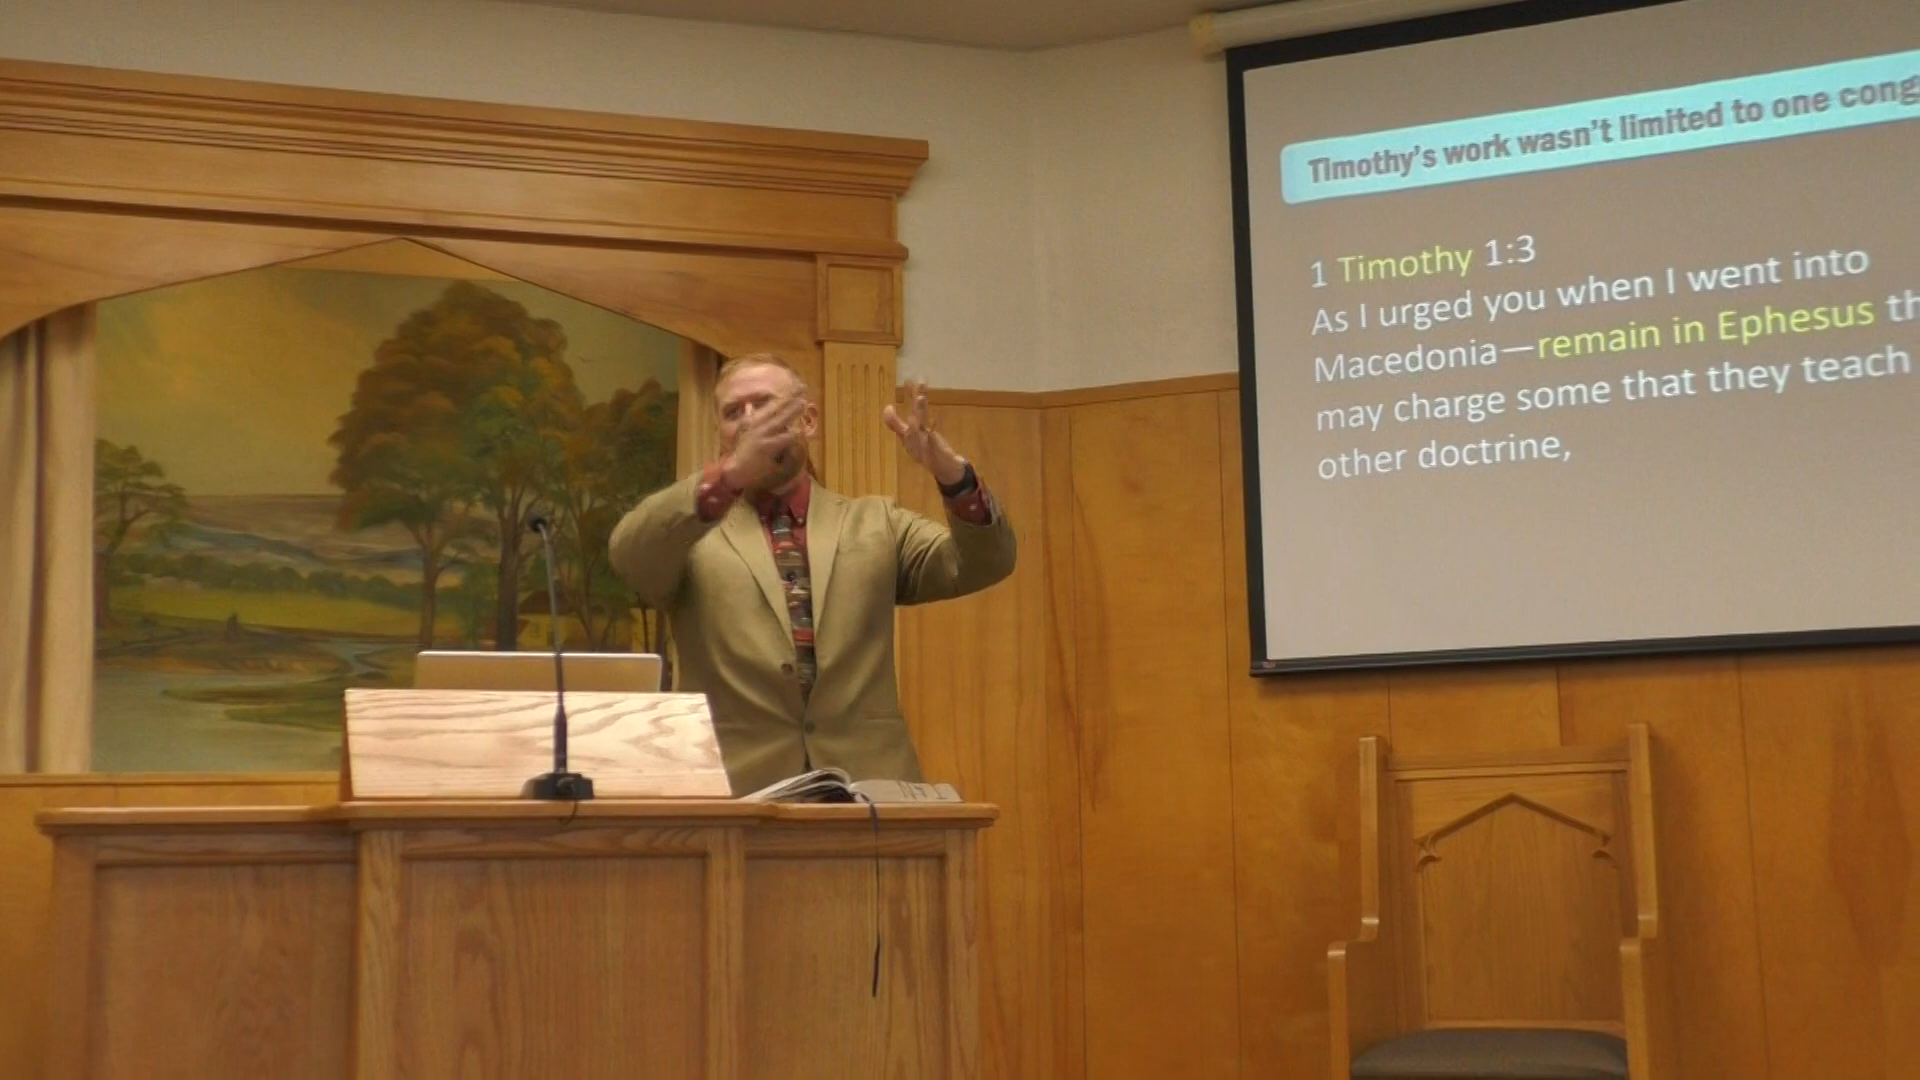 Timothy's work wasn't limited to one cong
1 Timothy 1:3
As I urged you when I went into
Macedonia—remain in Ephesus th
may charge some that they teach
other doctrine,